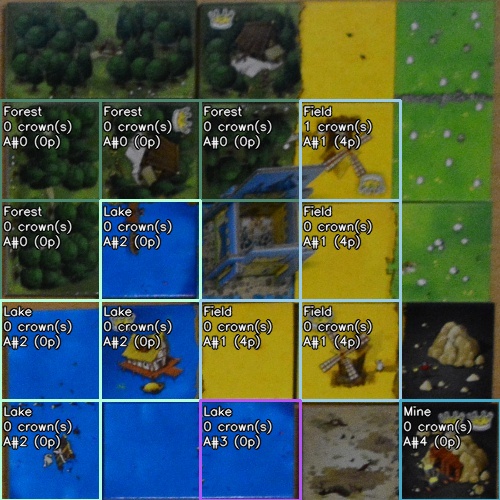 Forest
0 crown(s)
A#0 (0p)
Forest
0 crown(s)
A#0 (0p)
Forest
0 crown(s)
A#0 (0p)
Field
1 crown(s)
A#1 (4p)
Forest
0 crown(s)
A#0 (0p)
Lake
0 crown(s)
A#2 (0p)
Field
0 crown(s)
A#1 (4p)
Lake
0 crown(s)
A#2 (0p)
Lake
0 crown(s)
A#2 (0p)
Field
0 crown(s)
A#1 (4p)
Field
0 crown(s)
A#1 (4p)
Lake
0 crown(s)
A#2 (0p)
Lake
0 crown(s)
A#3 (0p)
Mine
0 crown(s)
A#4 (0p)